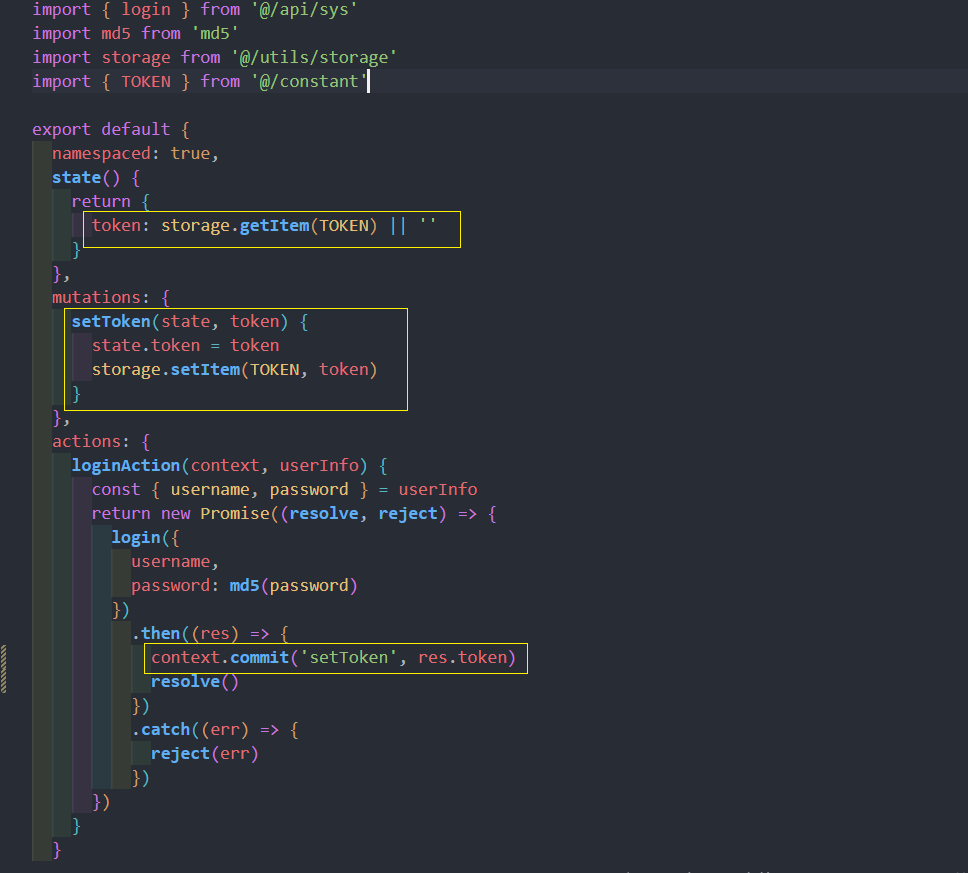 import { login } from '@/api/sys'
import md5 from 'md5'
import storage from '@/utils/storage'
import { TOKEN } from '@/constant'
export default {
  namespaced: true,
  state() {
    return {
      token: storage.getItem(TOKEN) || ''
    }
  },
  mutations: {
    setToken(state, token) {
      state.token = token
      storage.setItem(TOKEN, token)
    }
  },
  actions: {
    loginAction(context, userInfo) {
      const { username, password } = userInfo
      return new Promise((resolve, reject) => {
        login({
          username,
          password: md5(password)
        })
          .then((res) => {
            context.commit('setToken', res.token)
            resolve()
          })
          .catch((err) => {
            reject(err)
          })
      })
    }
  }